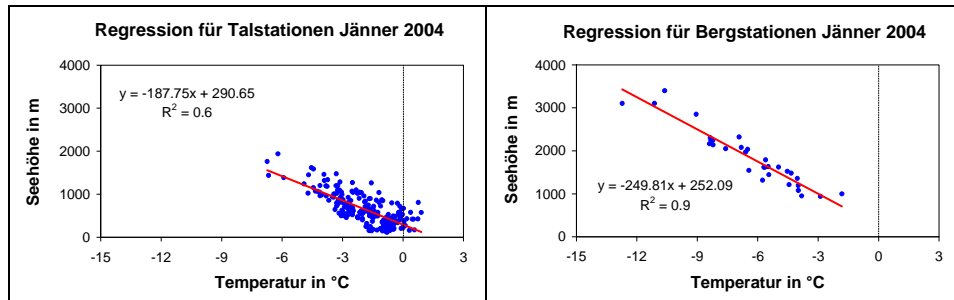 Regression für Talstationen Jänner 2004
4000
3000
2000
1000
0
Seehöhe in m
y = -187.75x + 290.65
R² = 0.6
-15 -12 -9 -6 -3 0 3
Temperatur in °C
Regression für Bergstationen Jänner 2004
4000
3000
2000
1000
0
Seehöhe in m
y = -249.81x + 252.09
R² = 0.9
-15 -12 -9 -6 -3 0 3
Temperatur in °C